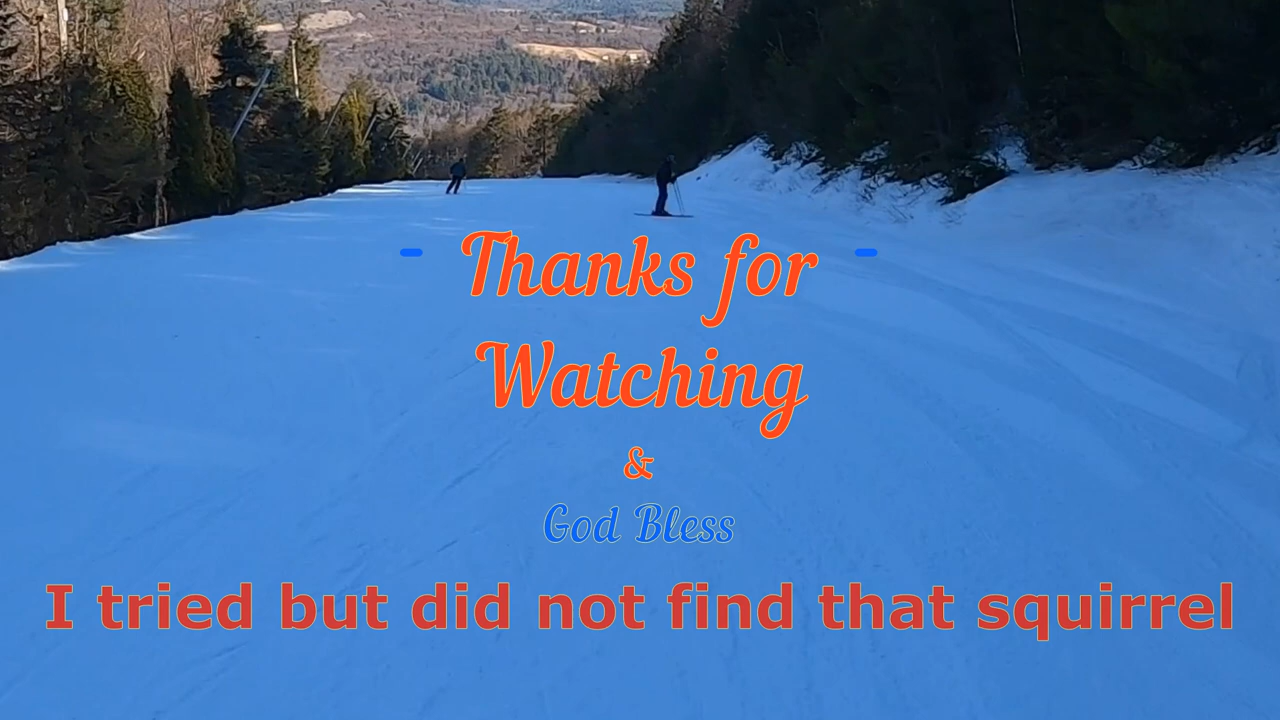 - Thanks for -
Watching
&
God Bless
I tried but did not find that squirrel